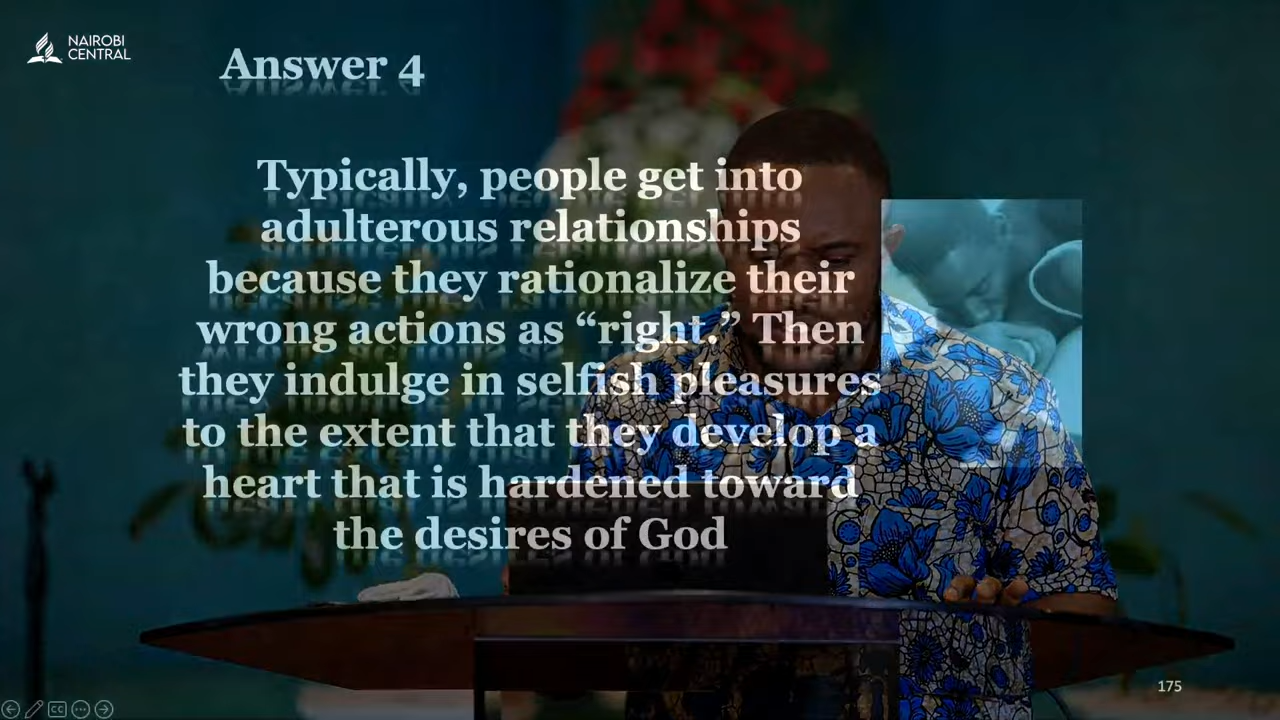 NAIROBI
CENTRAL
Answer 4
Typically, people get into
adulterous relationships
because they rationalize their
wrong actions as “right.” Then
they indulge in selfish pleasures
to the extent that they develop a
heart that is hardened toward
the desires of God
CC
175